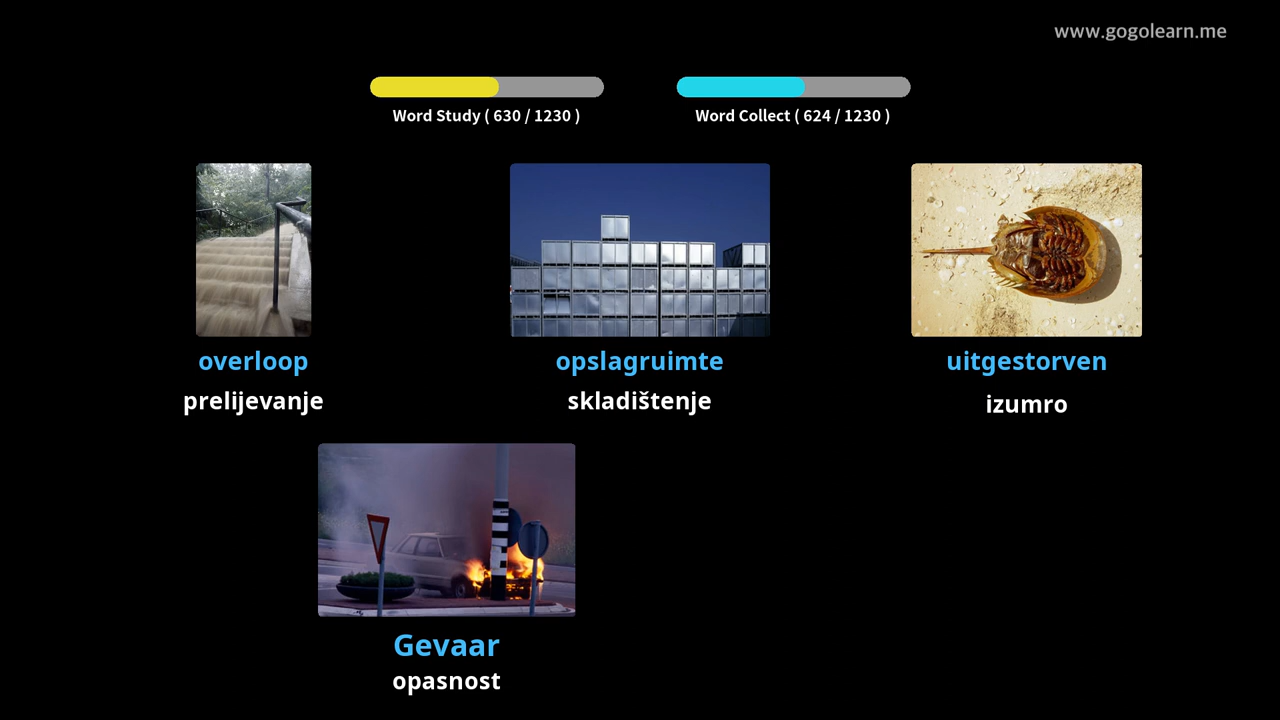 www.gogolearn.me
Word Study ( 630 / 1230 )
Word Collect ( 624 / 1230 )
overloop
prelijevanje
opslagruimte
skladištenje
uitgestorven
izumro
Gevaar
opasnost